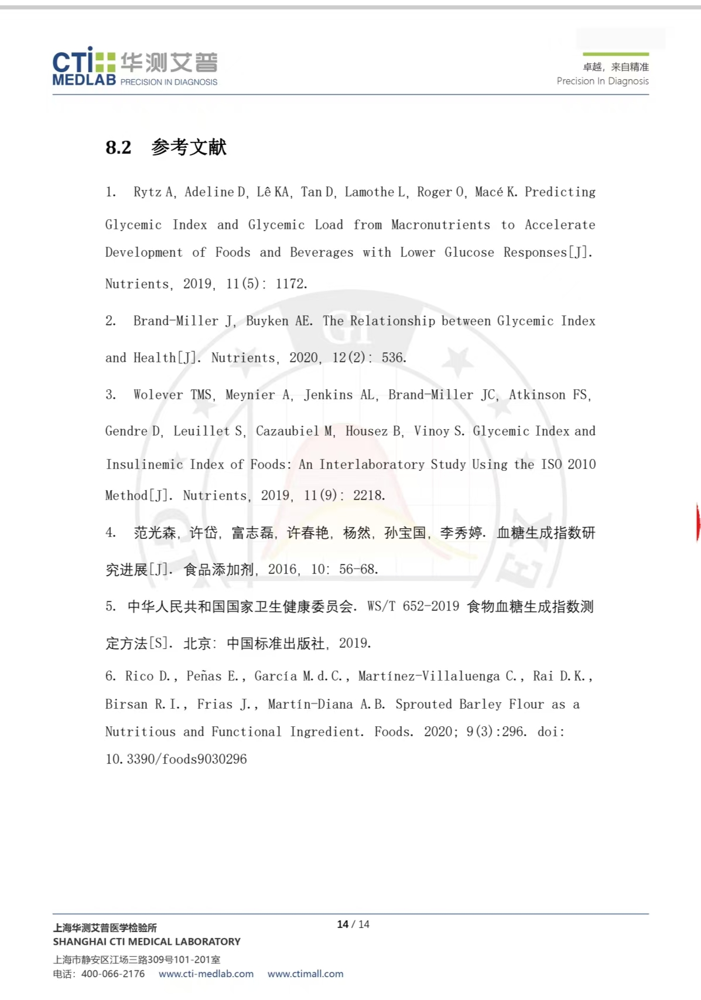 CTI 华测艾普
MEDLAB PRECISION IN DIAGNOSIS
卓越，来自精准
Precision In Diagnosis
8.2 参考文献
1. Rytz A, Adeline D, Lê KA, Tan D, Lamothe L, Roger O, Macé K. Predicting
Glycemic Index and Glycemic Load from Macronutrients to Accelerate
Development of Foods and Beverages with Lower Glucose Responses[J].
Nutrients, 2019, 11(5): 1172.
2. Brand-Miller J, Buyken AE. The Relationship between Glycemic Index
and Health[J]. Nutrients, 2020, 12(2): 536.
3. Wolever TMS, Meynier A, Jenkins AL, Brand-Miller JC, Atkinson FS,
Gendre D, Leuillet S, Cazaubiel M, Housez B, Vinoy S. Glycemic Index and
Insulinemic Index of Foods: An Interlaboratory Study Using the ISO 2010
Method[J]. Nutrients, 2019, 11(9): 2218.
4. 范光森, 许岱, 富志磊, 许春艳, 杨然, 孙宝国, 李秀婷. 血糖生成指数研
究进展[J]. 食品添加剂, 2016, 10: 56-68.
5. 中华人民共和国国家卫生健康委员会. WS/T 652-2019 食物血糖生成指数测
定方法[S]. 北京: 中国标准出版社, 2019.
6. Rico D., Peñas E., García M.d.C., Martínez-Villaluenga C., Rai D.K.,
Birsan R.I., Frias J., Martín-Diana A.B. Sprouted Barley Flour as a
Nutritious and Functional Ingredient. Foods. 2020; 9(3):296. doi:
10.3390/foods9030296
GI
EX
14 / 14
上海华测艾普医学检验所
SHANGHAI CTI MEDICAL LABORATORY
上海市静安区江场三路309号101-201室
电话：400-066-2176 www.cti-medlab.com www.ctimall.com